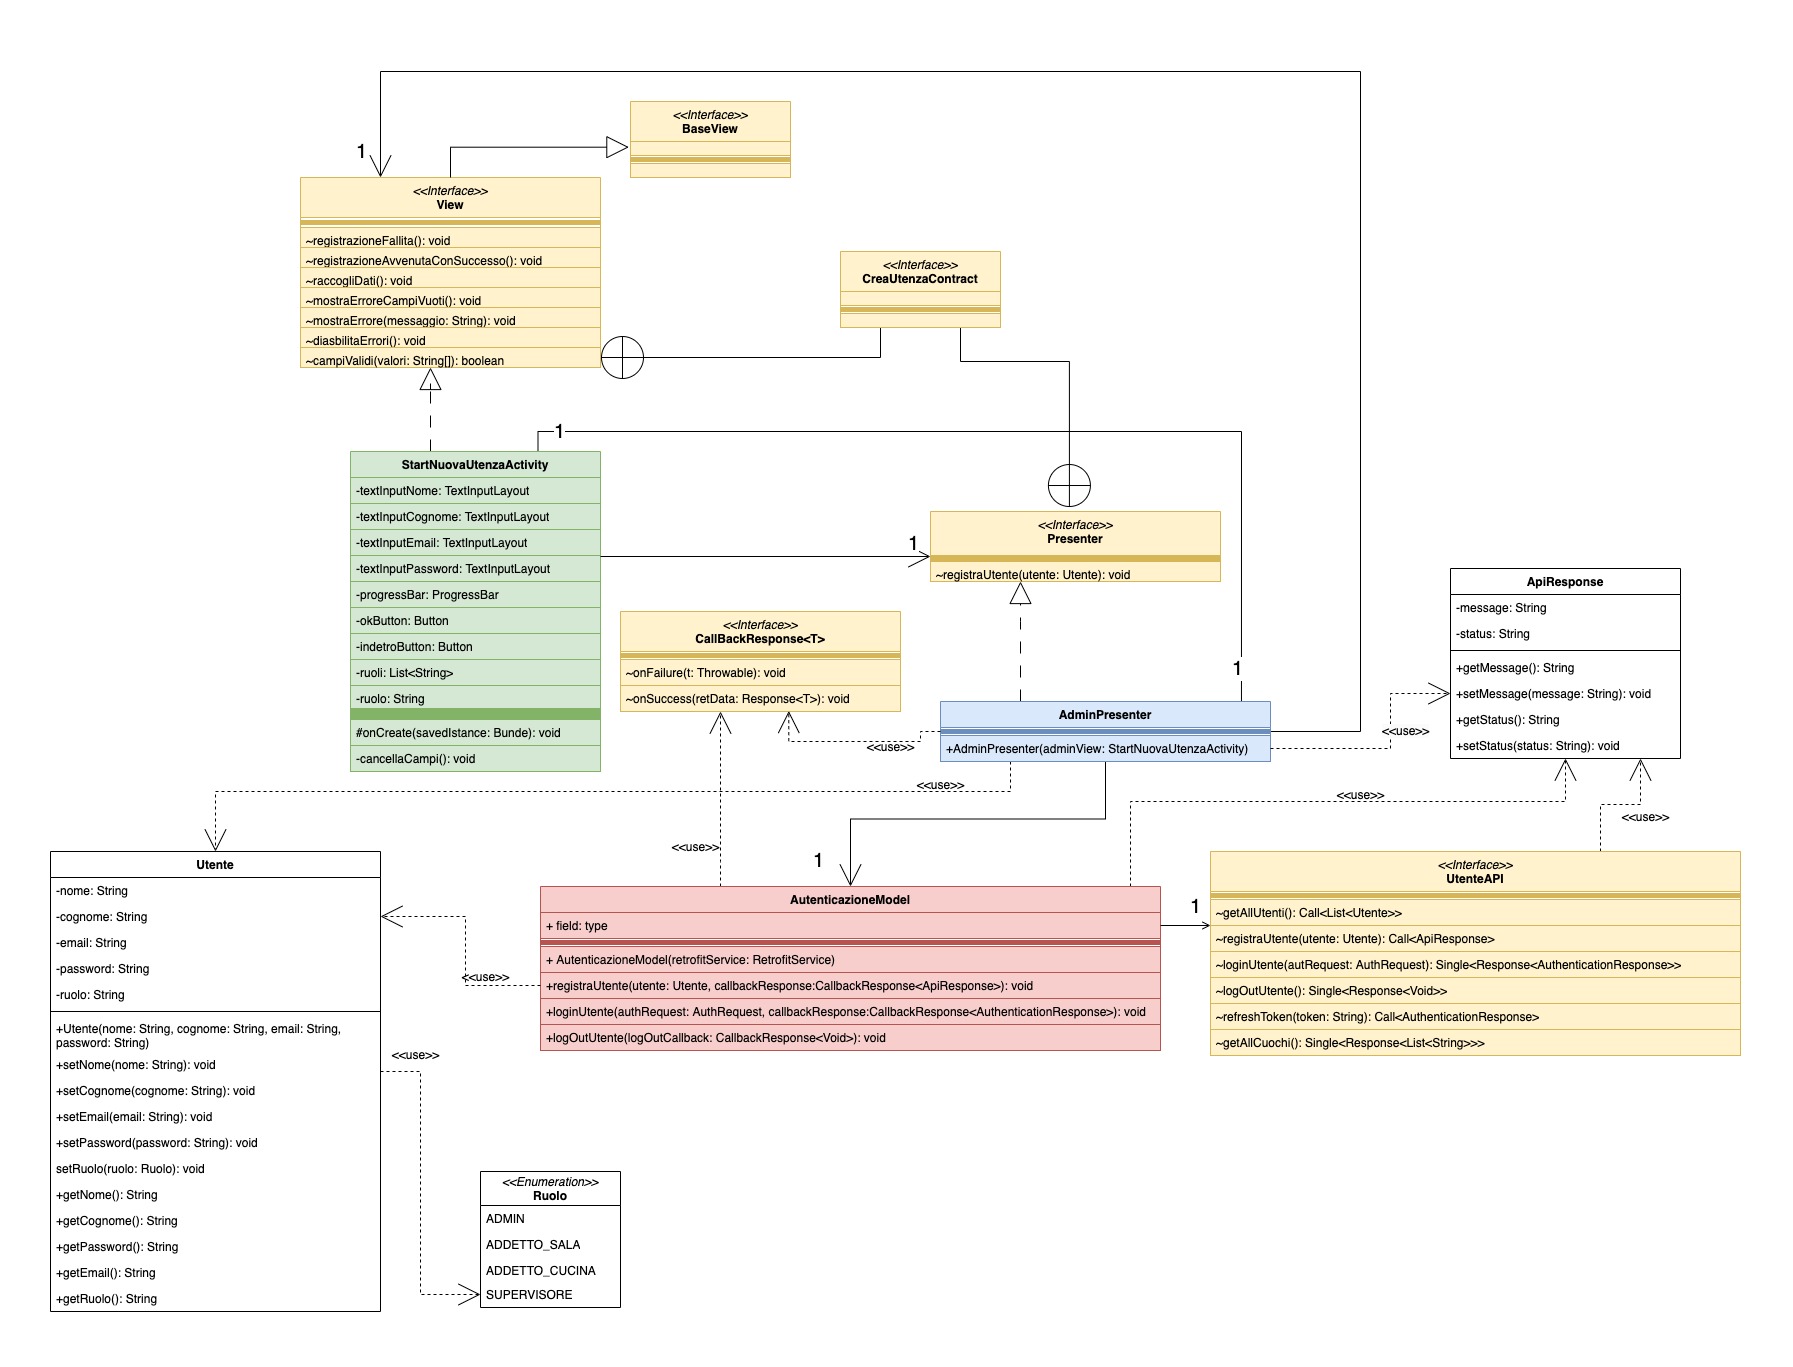 <<Interface>>
BaseView
1
<<Interface>>
View
~registrazioneFallita(): void
~registrazioneAvvenutaConSuccesso(): void
~raccogliDati(): void
~mostraErroreCampiVuoti(): void
~mostraErrore(messaggio: String): void
~diasbilitaErrori(): void
~campiValidi(valori: String[]): boolean
<<Interface>>
CreaUtenzaContract
1
StartNuovaUtenzaActivity
-textInputNome: TextInputLayout
-textInputCognome: TextInputLayout
-textInputEmail: TextInputLayout
-textInputPassword: TextInputLayout
-progressBar: ProgressBar
-okButton: Button
-indetroButton: Button
-ruoli: List<String>
-ruolo: String
#onCreate(savedIstance: Bunde): void
-cancellaCampi(): void
1
<<Interface>>
Presenter
~registraUtente(utente: Utente): void
<<Interface>>
CallBackResponse<T>
~onFailure(t: Throwable): void
~onSuccess(retData: Response<T>): void
1
AdminPresenter
+AdminPresenter(adminView: StartNuovaUtenzaActivity)
<<use>>
<<use>>
ApiResponse
-message: String
-status: String
+getMessage(): String
+setMessage(message: String): void
+getStatus(): String
+setStatus(status: String): void
<<use>>
<<use>>
<<use>>
<<use>>
1
Utente
-nome: String
-cognome: String
-email: String
-password: String
-ruolo: String
+Utente(nome: String, cognome: String, email: String,
password: String)
+setNome(nome: String): void
+setCognome(cognome: String): void
+setEmail(email: String): void
+setPassword(password: String): void
setRuolo(ruolo: Ruolo): void
+getNome(): String
+getCognome(): String
+getPassword(): String
+getEmail(): String
+getRuolo(): String
<<use>>
<<use>>
AutenticazioneModel
+ field: type
+ AutenticazioneModel(retrofitService: RetrofitService)
+registraUtente(utente: Utente, callbackResponse:CallbackResponse<ApiResponse>): void
+loginUtente(authRequest: AuthRequest, callbackResponse:CallbackResponse<AuthenticationResponse>): void
+logOutUtente(logOutCallback: CallbackResponse<Void>): void
1
<<Interface>>
UtenteAPI
~getAllUtenti(): Call<List<Utente>>
~registraUtente(utente: Utente): Call<ApiResponse>
~loginUtente(autRequest: AuthRequest): Single<Response<AuthenticationResponse>>
~logOutUtente(): Single<Response<Void>>
~refreshToken(token: String): Call<AuthenticationResponse>
~getAllCuochi(): Single<Response<List<String>>>
<<Enumeration>>
Ruolo
ADMIN
ADDETTO_SALA
ADDETTO_CUCINA
SUPERVISORE